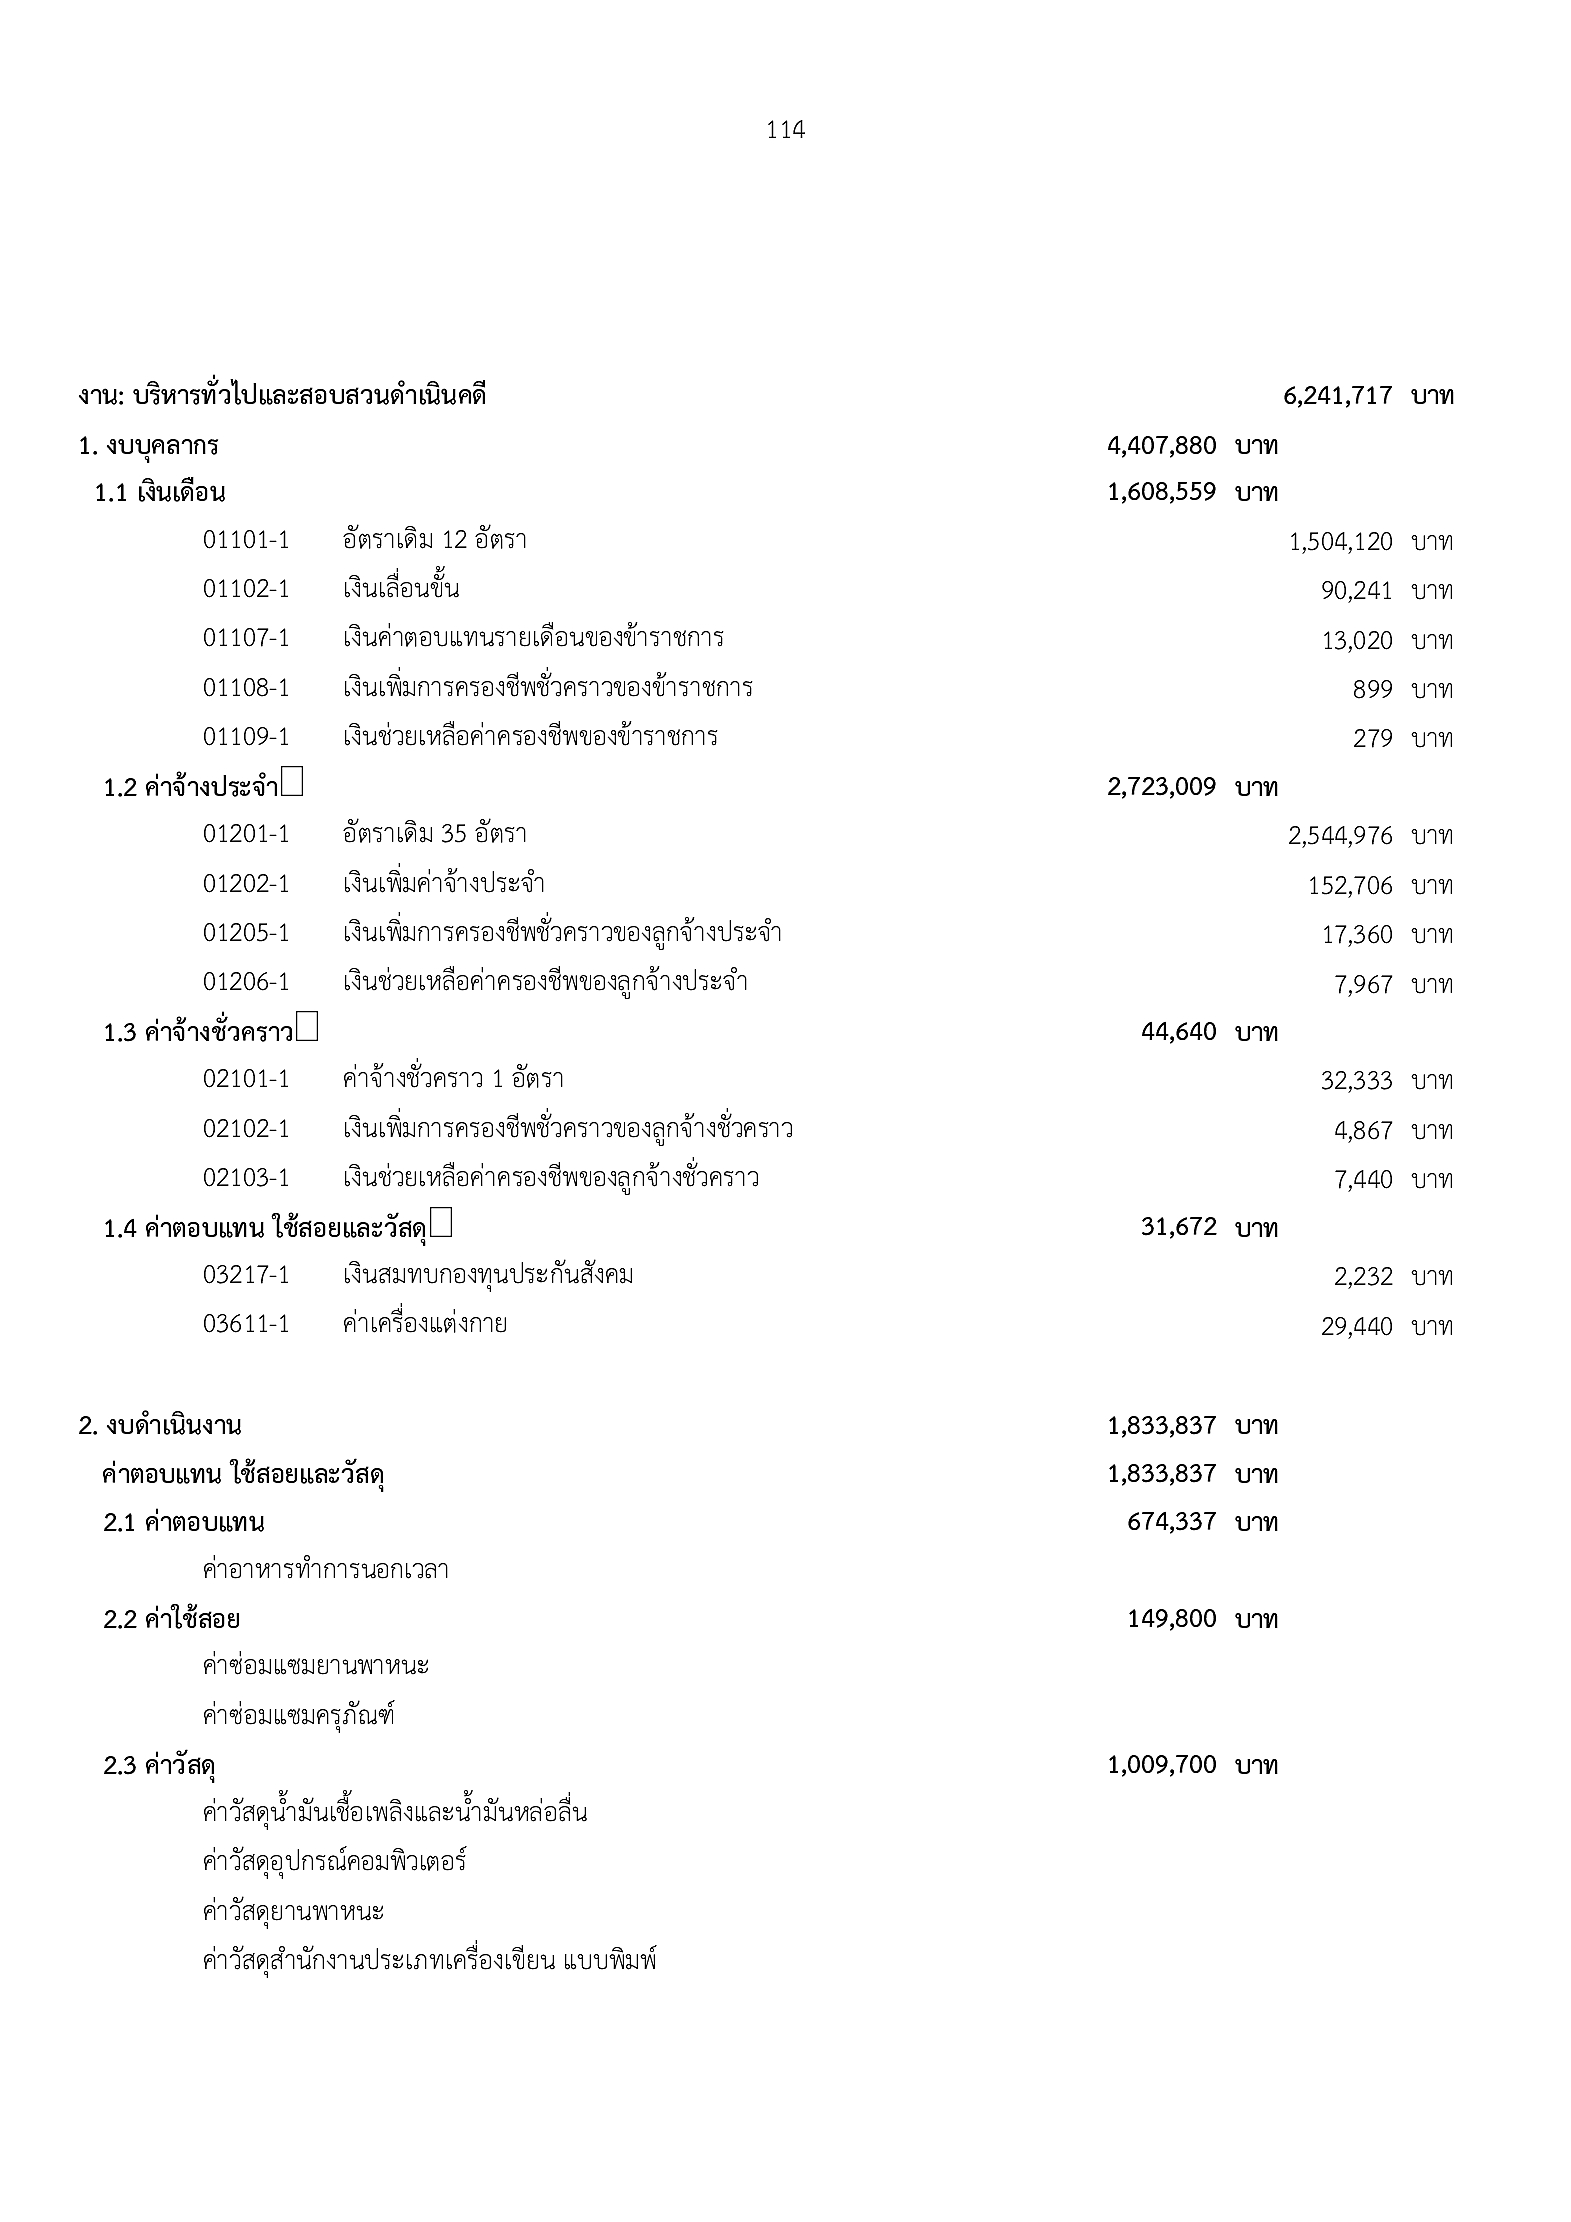 114
งาน: บริหารทั่วไปและสอบสวนดำเนินคดี 6,241,717 บาท
1. งบบุคลากร 4,407,880 บาท
1.1 เงินเดือน 1,608,559 บาท
01101-1 อัตราเดิม 12 อัตรา 1,504,120 บาท
01102-1 เงินเลื่อนขั้น 90,241 บาท
01107-1 เงินค่าตอบแทนรายเดือนของข้าราชการ 13,020 บาท
01108-1 เงินเพิ่มการครองชีพชั่วคราวของข้าราชการ 899 บาท
01109-1 เงินช่วยเหลือค่าครองชีพของข้าราชการ 279 บาท
1.2 ค่าจ้างประจำ 2,723,009 บาท
01201-1 อัตราเดิม 35 อัตรา 2,544,976 บาท
01202-1 เงินเพิ่มค่าจ้างประจำ 152,706 บาท
01205-1 เงินเพิ่มการครองชีพชั่วคราวของลูกจ้างประจำ 17,360 บาท
01206-1 เงินช่วยเหลือค่าครองชีพของลูกจ้างประจำ 7,967 บาท
1.3 ค่าจ้างชั่วคราว 44,640 บาท
02101-1 ค่าจ้างชั่วคราว 1 อัตรา 32,333 บาท
02102-1 เงินเพิ่มการครองชีพชั่วคราวของลูกจ้างชั่วคราว 4,867 บาท
02103-1 เงินช่วยเหลือค่าครองชีพของลูกจ้างชั่วคราว 7,440 บาท
1.4 ค่าตอบแทน ใช้สอยและวัสดุ 31,672 บาท
03217-1 เงินสมทบกองทุนประกันสังคม 2,232 บาท
03611-1 ค่าเครื่องแต่งกาย 29,440 บาท
2. งบดำเนินงาน 1,833,837 บาท
ค่าตอบแทน ใช้สอยและวัสดุ 1,833,837 บาท
2.1 ค่าตอบแทน 674,337 บาท
ค่าอาหารทำการนอกเวลา
2.2 ค่าใช้สอย 149,800 บาท
ค่าซ่อมแซมยานพาหนะ
ค่าซ่อมแซมครุภัณฑ์
2.3 ค่าวัสดุ 1,009,700 บาท
ค่าวัสดุน้ำมันเชื้อเพลิงและน้ำมันหล่อลื่น
ค่าวัสดุอุปกรณ์คอมพิวเตอร์
ค่าวัสดุยานพาหนะ
ค่าวัสดุสำนักงานประเภทเครื่องเขียน แบบพิมพ์